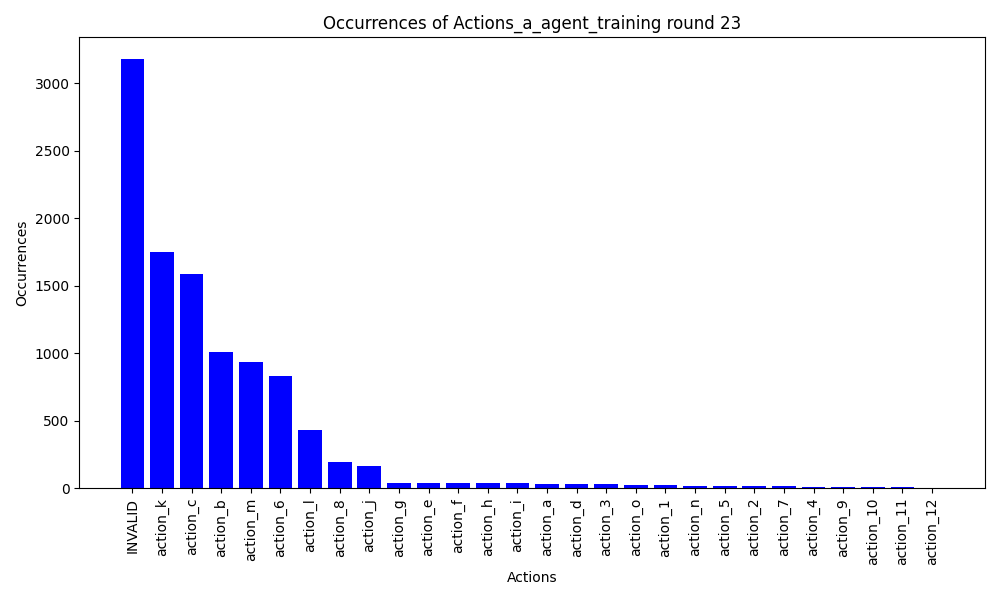 Occurrences of Actions_a_agent_training round 23
Occurrences
3000
2500
2000
1500
1000
500
0
INVALID
action_k
action_c
action_b
action_m
action_6
action_l
action_8
action_j
action_g
action_e
action_f
action_h
action_i
action_a
action_d
action_3
action_o
action_1
action_n
action_5
action_2
action_7
action_4
action_9
action_10
action_11
action_12
Actions